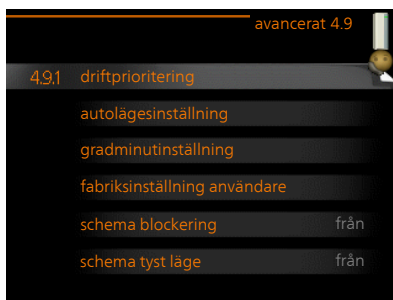 avancerat 4.9
4.9.1 driftprioritering
autolägesinställning
gradminutinställning
fabriksinställning användare
schema blockering från
schema tyst läge från